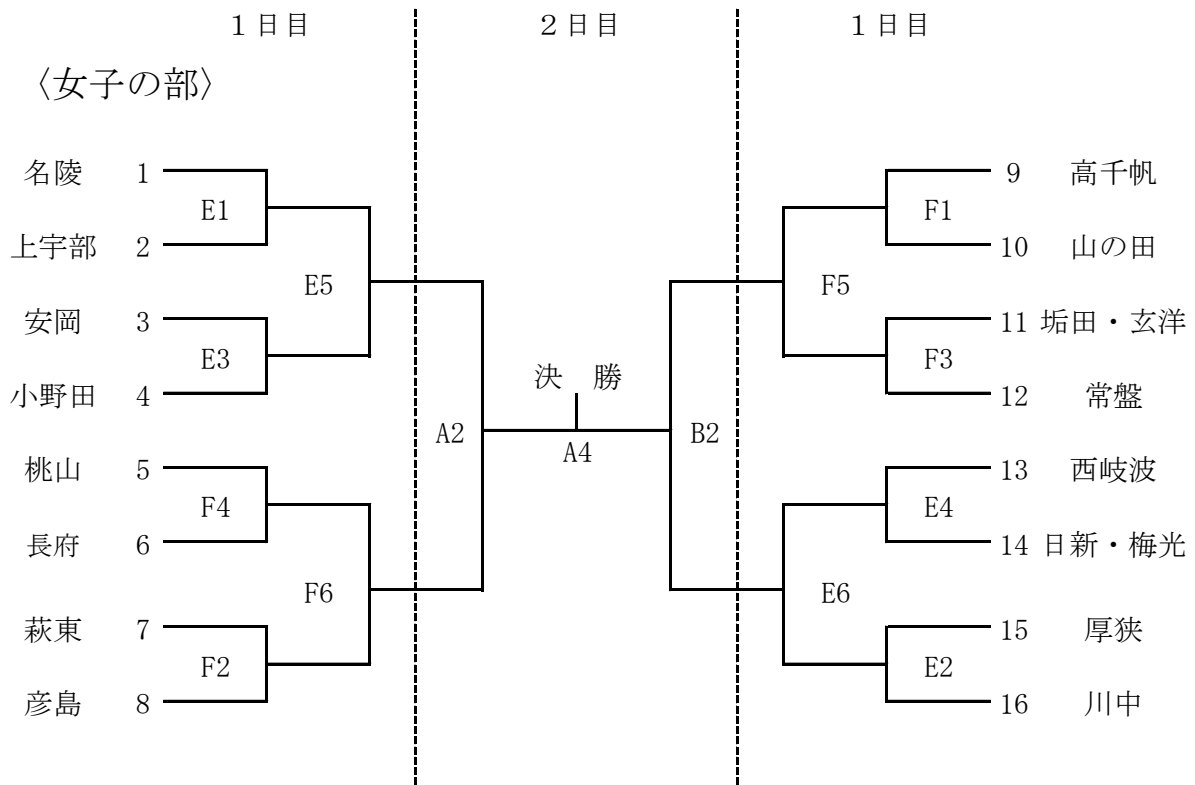 １日目 ２日目 １日目
〈女子の部〉
名陵 1 9 高千帆
E1 F1
上宇部 2 10 山の田
E5 F5
安岡 3 11 垢田・玄洋
E3 F3
決 勝
小野田 4 12 常盤
A2 B2
A4
桃山 5 13 西岐波
F4 E4
長府 6 14 日新・梅光
F6 E6
萩東 7 15 厚狭
F2 E2
彦島 8 16 川中